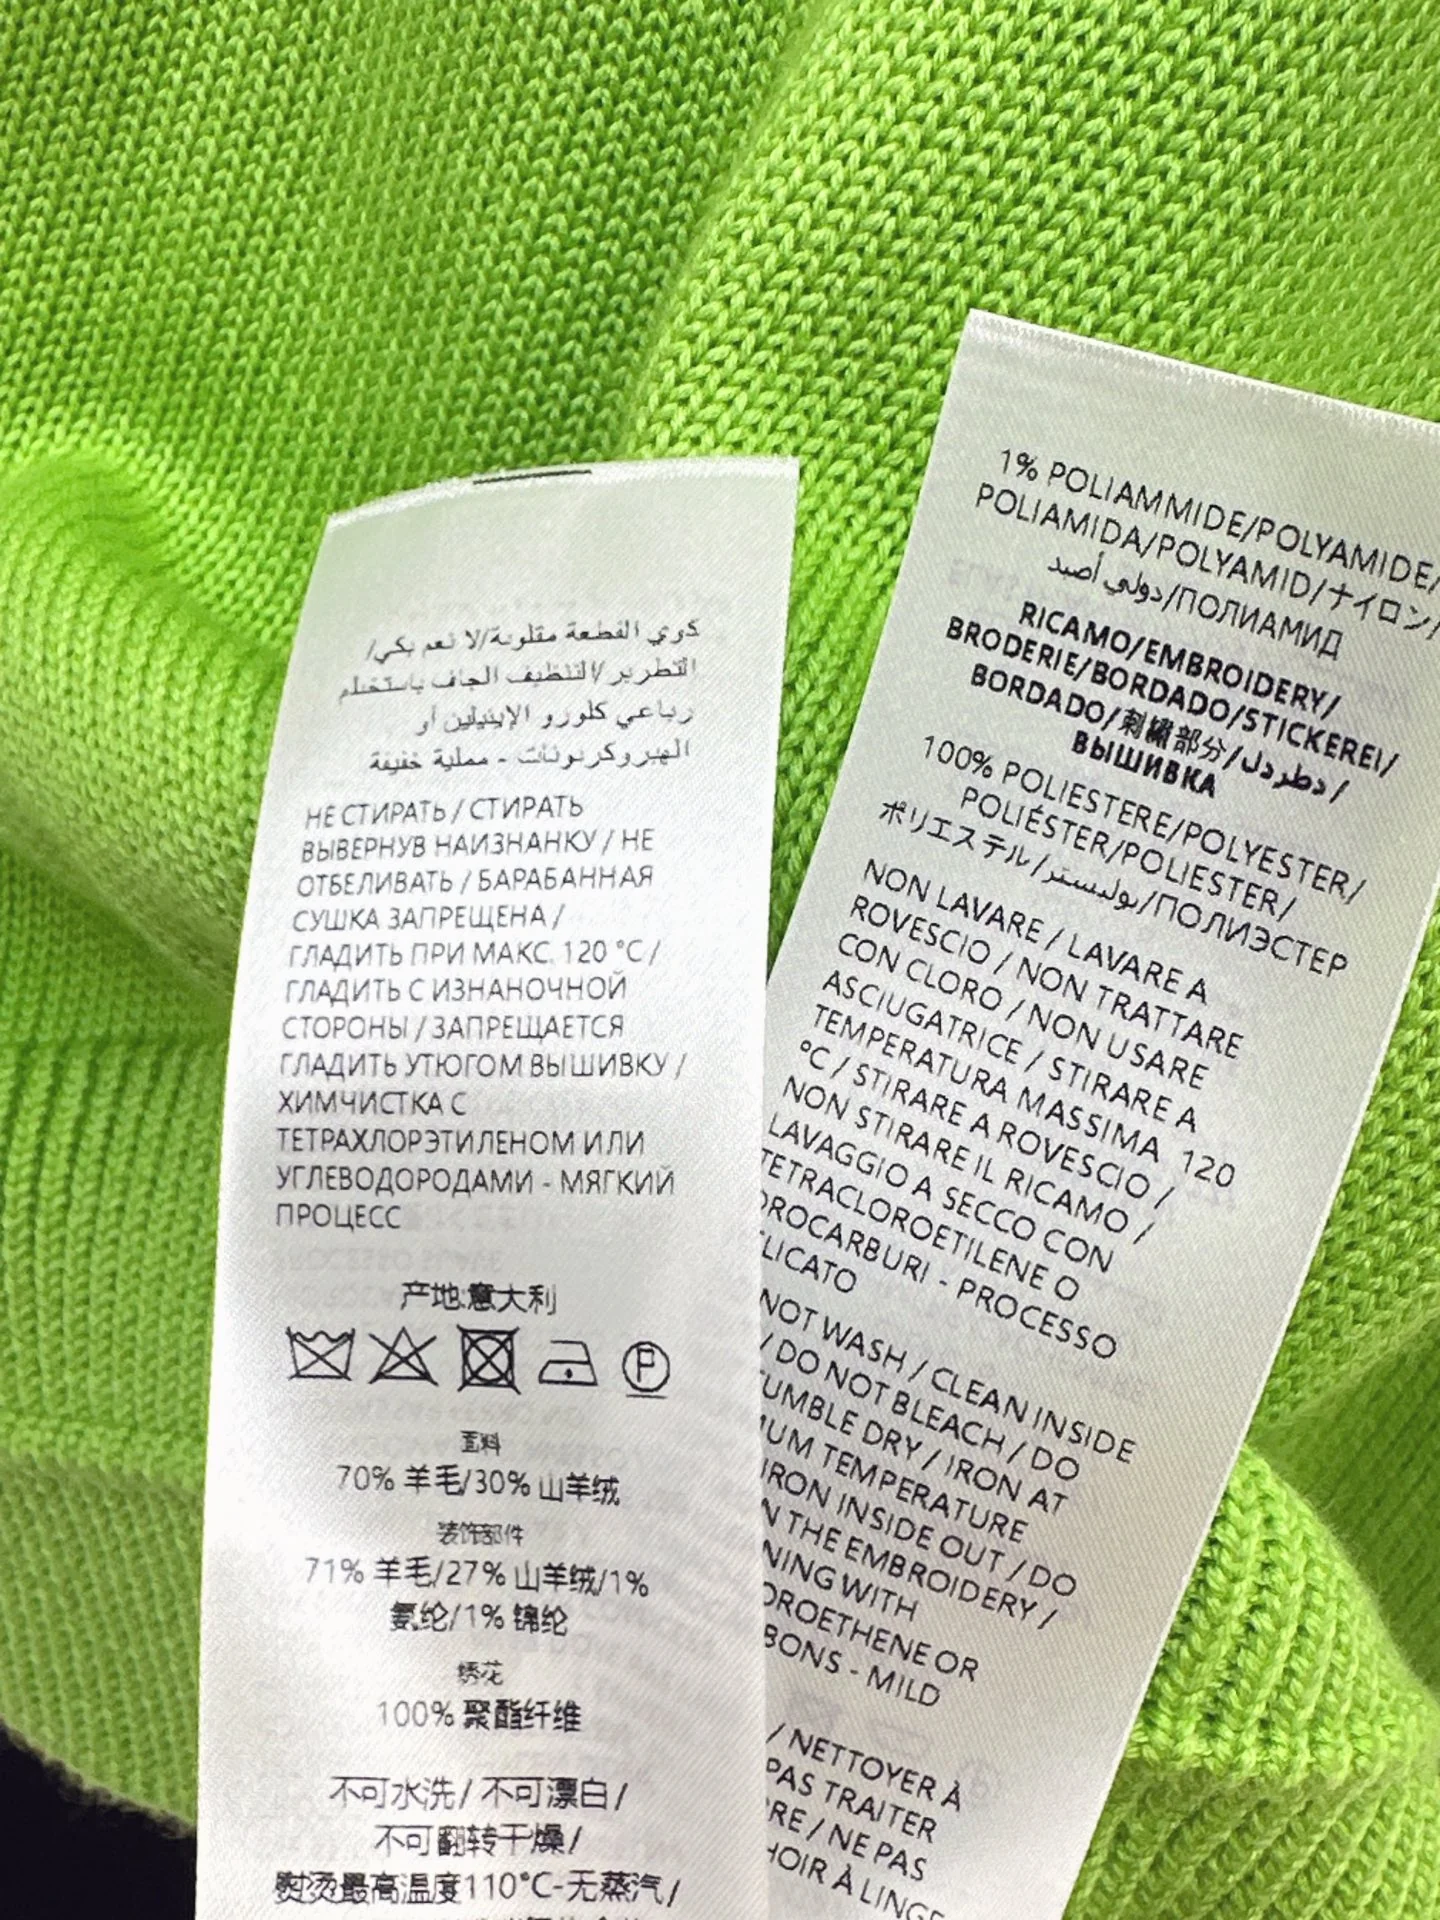 كوي القطعة مقلوبة/لا نعم بكي/
التطريز/التنظيف الجاف باستخدام
رباعي كلورو الإيثيلين أو
الهيدروكربونات - عملية خفيفة
НЕ СТИРАТЬ / СТИРАТЬ
ВЫВЕРНУВ НАИЗНАНКУ / НЕ
ОТБЕЛИВАТЬ / БАРАБАННАЯ
СУШКА ЗАПРЕЩЕНА /
ГЛАДИТЬ ПРИ МАКС. 120 °C /
ГЛАДИТЬ С ИЗНАНОЧНОЙ
СТОРОНЫ / ЗАПРЕЩАЕТСЯ
ГЛАДИТЬ УТЮГОМ ВЫШИВКУ /
ХИМЧИСТКА С
ТЕТРАХЛОРЭТИЛЕНОМ ИЛИ
УГЛЕВОДОРОДАМИ - МЯГКИЙ
ПРОЦЕСС
产地:意大利
P
面料
70% 羊毛/30% 山羊绒
装饰部件
71% 羊毛/27% 山羊绒/1%
氨纶/1% 锦纶
绣花
100% 聚酯纤维
不可水洗/ 不可漂白/
不可翻转干燥/
熨烫最高温度110°C-无蒸汽/
1% POLIAMMIDE/POLYAMIDE/
POLIAMIDA/POLYAMID/ナイロン/
دولي أصيد/ПОЛИАМИД
RICAMO/EMBROIDERY/
BRODERIE/BORDADO/STICKEREI/
BORDADO/刺繍部分/دطردل/
ВЫШИВКА
100% POLIESTERE/POLYESTER/
POLIÉSTER/POLIESTER/
ポリエステル/بوليستر/ПОЛИЭСТЕР
NON LAVARE / LAVARE A
ROVESCIO / NON TRATTARE
CON CLORO / NON USARE
ASCIUGATRICE / STIRARE A
TEMPERATURA MASSIMA 120
°C / STIRARE A ROVESCIO /
NON STIRARE IL RICAMO /
LAVAGGIO A SECCO CON
TETRACLOROETILENE O
DROCARBURI - PROCESSO
LICATO
NOT WASH / CLEAN INSIDE
/ DO NOT BLEACH / DO
UMBLE DRY / IRON AT
UM TEMPERATURE
IRON INSIDE OUT / DO
N THE EMBROIDERY /
NING WITH
OROETHENE OR
BONS - MILD
/ NETTOYER À
PAS TRAITER
RE / NE PAS
HOIR À LINGE